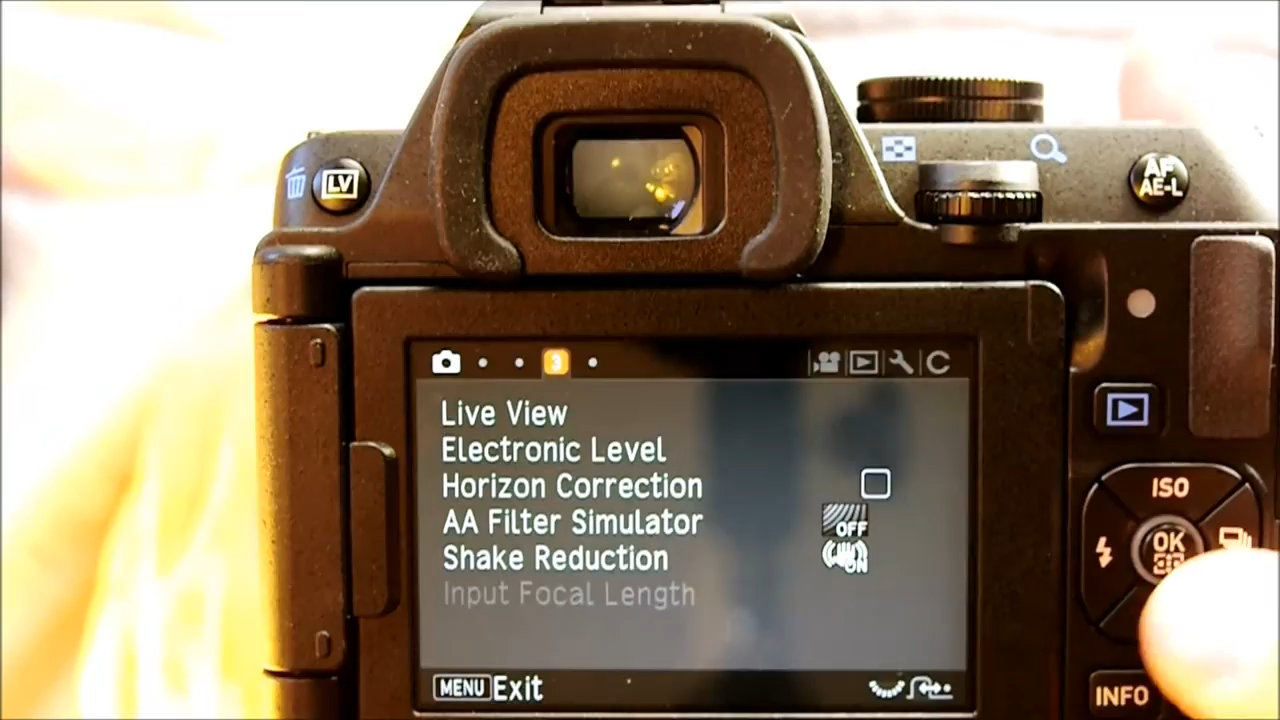 LV
AF
AE-L
3
C
Live View
Electronic Level
Horizon Correction
AA Filter Simulator
OFF
Shake Reduction
ON
Input Focal Length
MENU Exit
ISO
OK
INFO